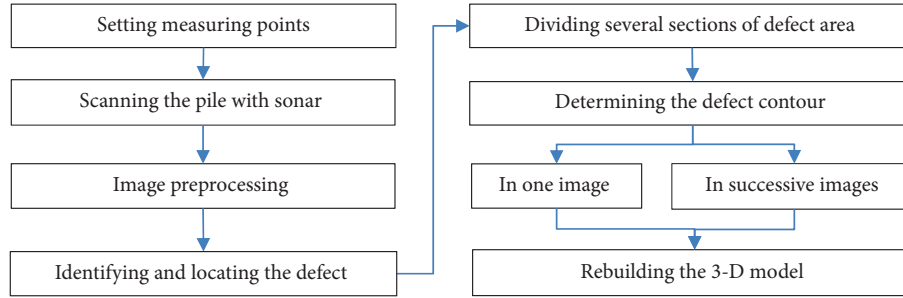 Setting measuring points
Scanning the pile with sonar
Image preprocessing
Identifying and locating the defect
Dividing several sections of defect area
Determining the defect contour
In one image
In successive images
Rebuilding the 3-D model